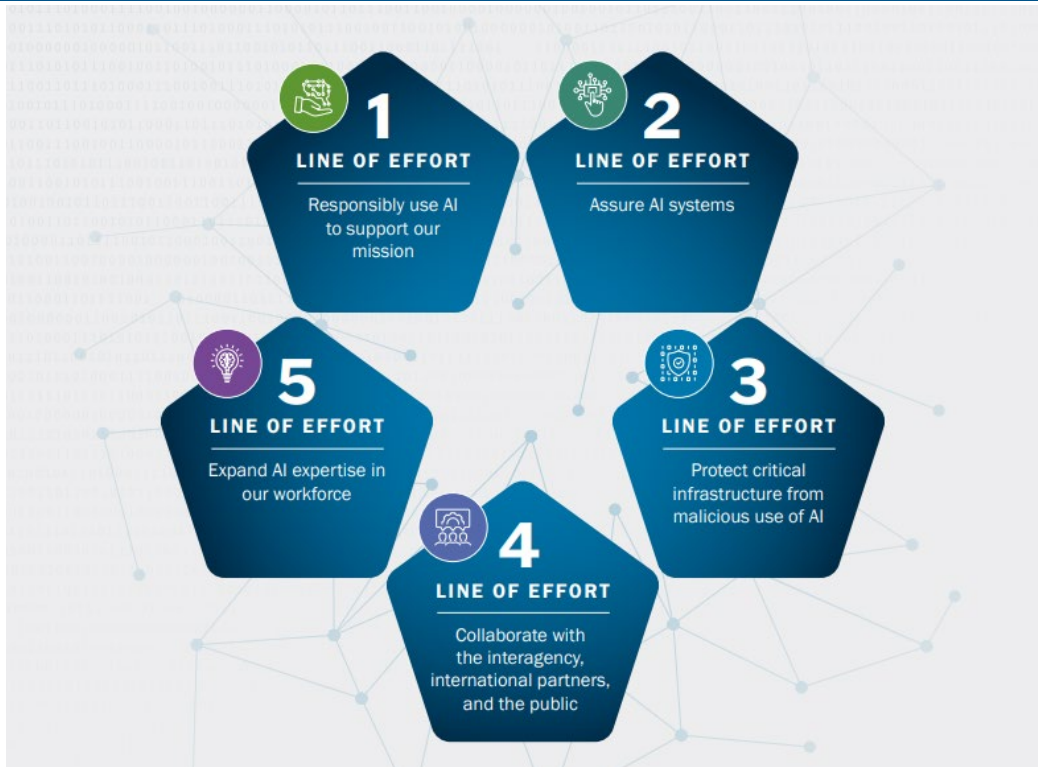 1
LINE OF EFFORT
Responsibly use AI
to support our
mission
2
LINE OF EFFORT
Assure AI systems
3
LINE OF EFFORT
Protect critical
infrastructure from
malicious use of AI
4
LINE OF EFFORT
Collaborate with
the interagency,
international partners,
and the public
5
LINE OF EFFORT
Expand AI expertise in
our workforce